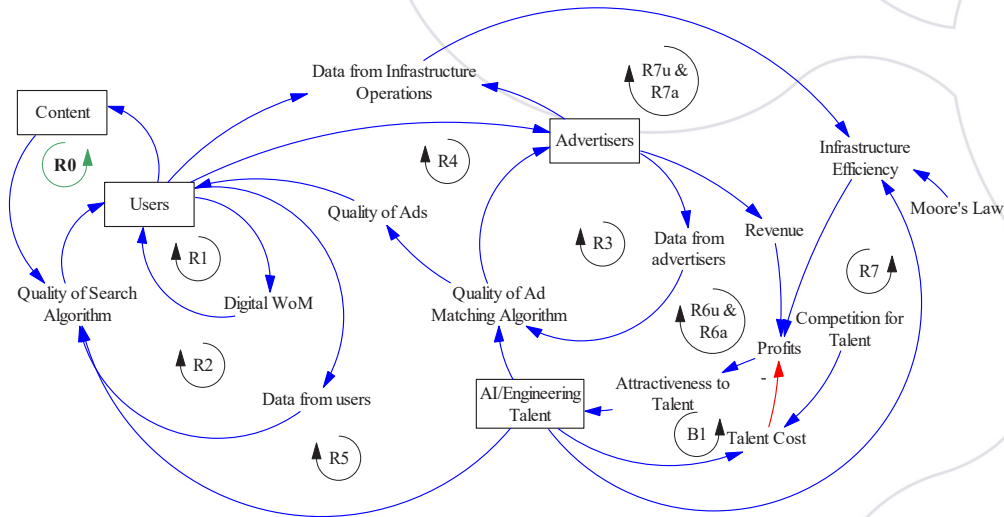 Data from Infrastructure
Operations
R7u &
R7a
Content
Advertisers
Infrastructure
Efficiency
R0
R4
Users
Quality of Ads
Moore's Law
R1
R3
Data from
advertisers
Revenue
R7
Quality of Search
Algorithm
Digital WoM
Quality of Ad
Matching Algorithm
R6u &
R6a
Competition for
Talent
R2
Profits
-
Data from users
AI/Engineering
Talent
Attractiveness to
Talent
B1
Talent Cost
R5